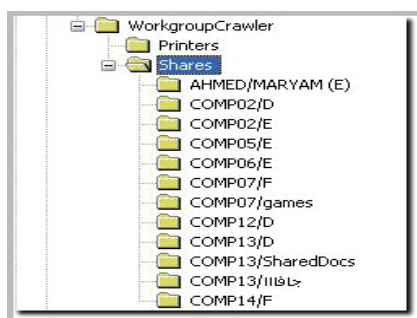 WorkgroupCrawler
Printers
Shares
AHMED/MARYAM (E)
COMP02/D
COMP02/E
COMP05/E
COMP06/E
COMP07/F
COMP07/games
COMP12/D
COMP13/D
COMP13/SharedDocs
COMP13/
COMP14/F